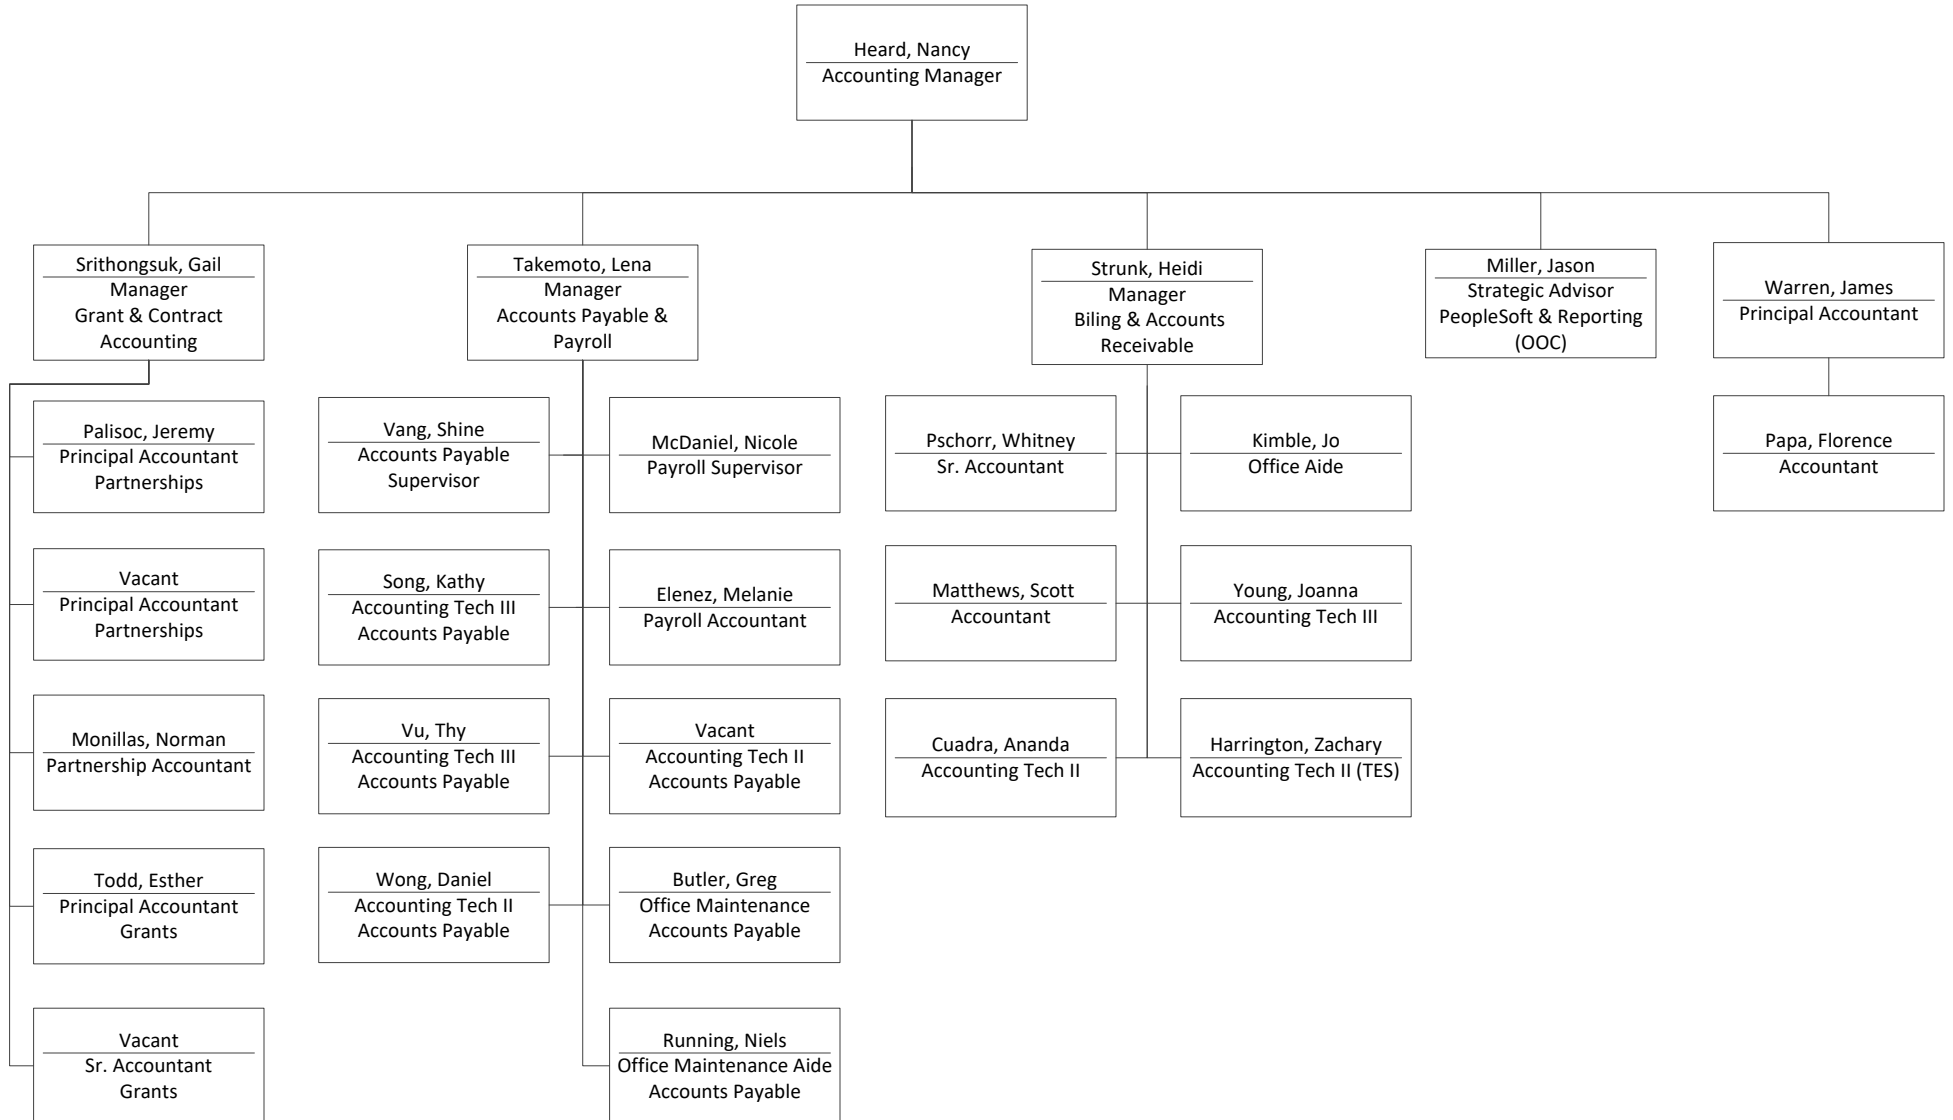 Heard, Nancy
Accounting Manager
Srithongsuk, Gail
Manager
Grant & Contract
Accounting
Takemoto, Lena
Manager
Accounts Payable &
Payroll
Strunk, Heidi
Manager
Biling & Accounts
Receivable
Miller, Jason
Strategic Advisor
PeopleSoft & Reporting
(OOC)
Warren, James
Principal Accountant
Palisoc, Jeremy
Principal Accountant
Partnerships
Vang, Shine
Accounts Payable
Supervisor
McDaniel, Nicole
Payroll Supervisor
Pschorr, Whitney
Sr. Accountant
Kimble, Jo
Office Aide
Papa, Florence
Accountant
Vacant
Principal Accountant
Partnerships
Song, Kathy
Accounting Tech III
Accounts Payable
Elenez, Melanie
Payroll Accountant
Matthews, Scott
Accountant
Young, Joanna
Accounting Tech III
Monillas, Norman
Partnership Accountant
Vu, Thy
Accounting Tech III
Accounts Payable
Vacant
Accounting Tech II
Accounts Payable
Cuadra, Ananda
Accounting Tech II
Harrington, Zachary
Accounting Tech II (TES)
Todd, Esther
Principal Accountant
Grants
Wong, Daniel
Accounting Tech II
Accounts Payable
Butler, Greg
Office Maintenance
Accounts Payable
Vacant
Sr. Accountant
Grants
Running, Niels
Office Maintenance Aide
Accounts Payable